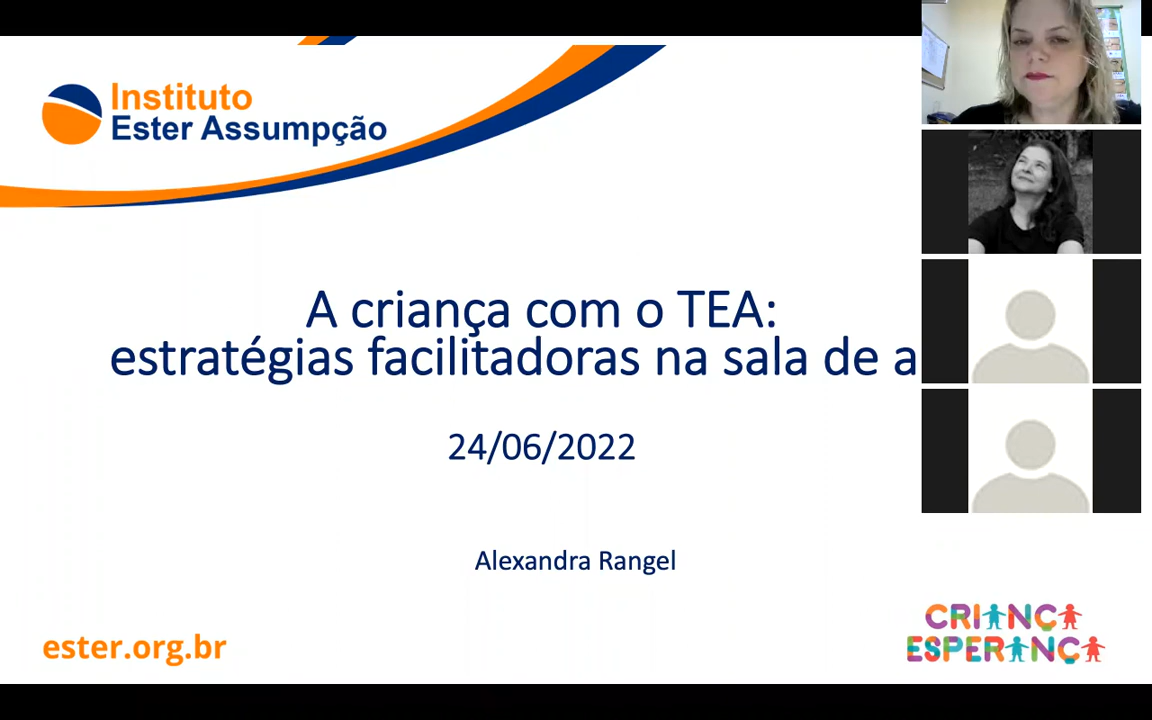 Instituto
Ester Assumpção
A criança com o TEA:
estratégias facilitadoras na sala de a
24/06/2022
Alexandra Rangel
CRIANÇA
ESPERANÇA
ester.org.br